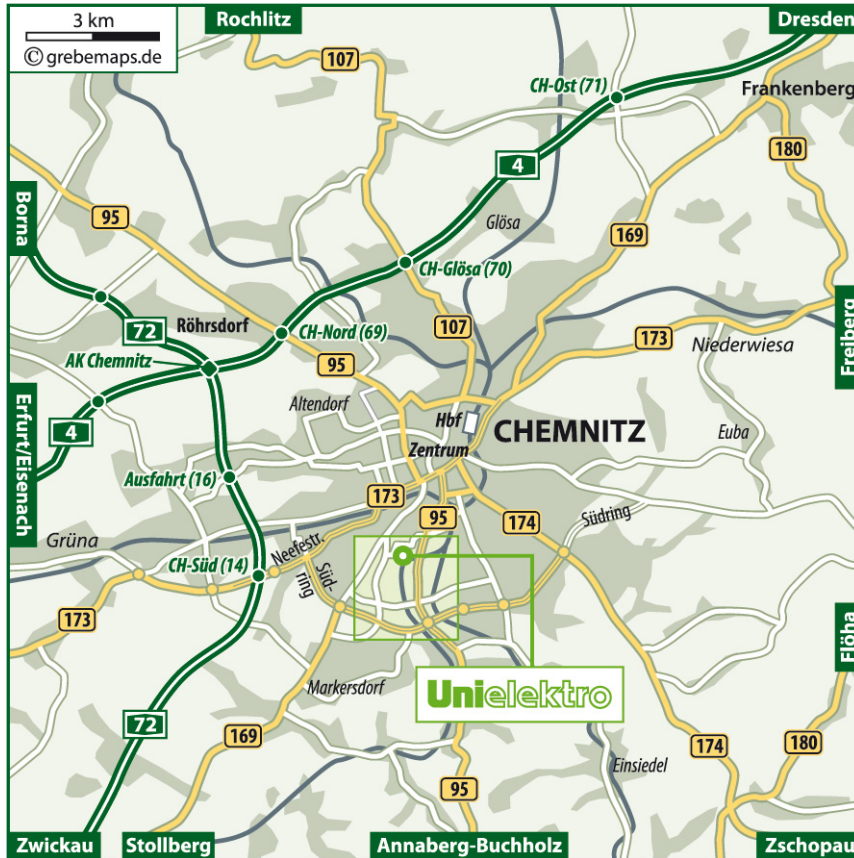 3 km
© grebemaps.de
Rochlitz
Dresden
107
CH-Ost (71)
Frankenberg
4
180
Borna
95
Glösa
169
CH-Glösa (70)
72
Röhrsdorf
CH-Nord (69)
107
173
Freiberg
AK Chemnitz
95
Niederwiesa
Erfurt/Eisenach
4
Altendorf
Hbf
CHEMNITZ
Zentrum
Euba
Ausfahrt (16)
173
95
174
Südring
Grüna
Neefestr.
CH-Süd (14)
Süd-
ring
173
Flöha
Markersdorf
Unielektro
72
169
174
180
Einsiedel
95
Zwickau
Stollberg
Annaberg-Buchholz
Zschopau